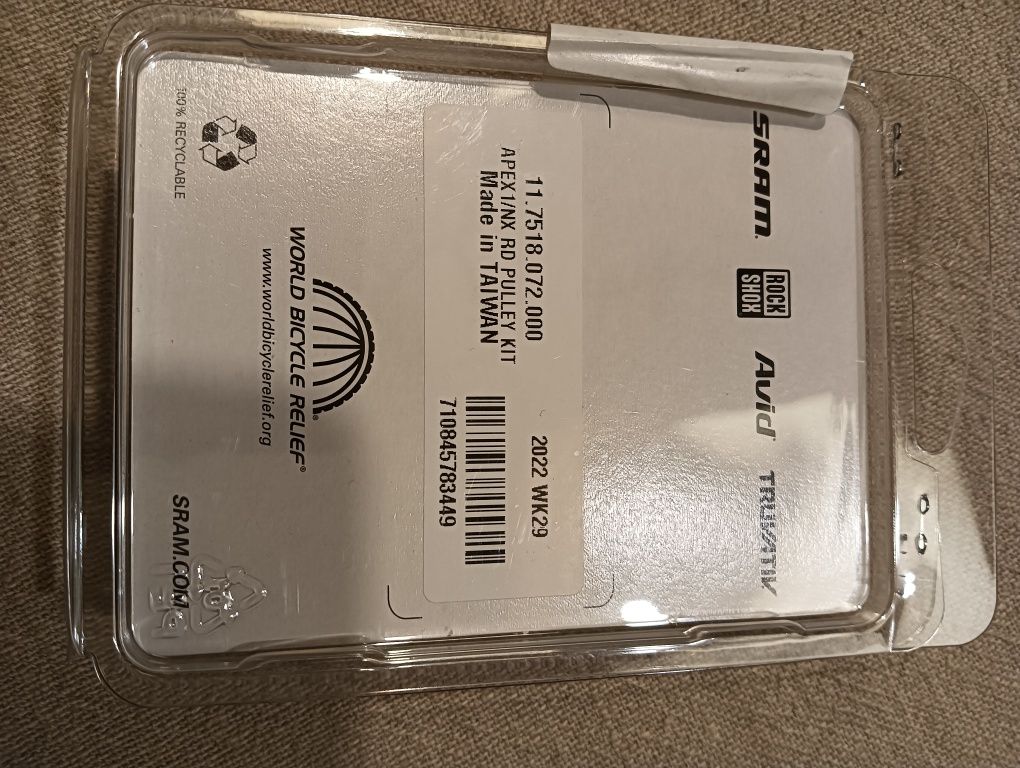 SRAM.
ROCK
SHOX
Avid
TRUVATIV
11.7518.072.000 2022 WK29
APEX1/NX RD PULLEY KIT
Made in TAIWAN
710845783449
WORLD BICYCLE RELIEF®
www.worldbicyclerelief.org
100% RECYCLABLE
SRAM.COM